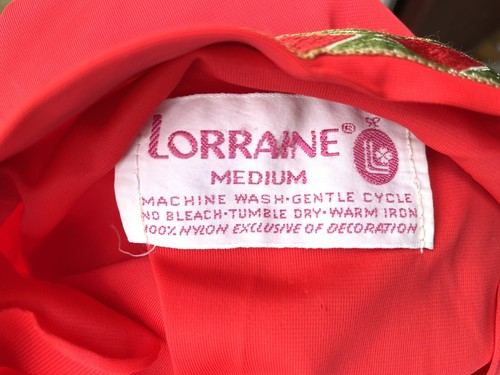 LORRAINE®
MEDIUM
MACHINE WASH·GENTLE CYCLE
NO BLEACH·TUMBLE DRY·WARM IRON
100% NYLON EXCLUSIVE OF DECORATION